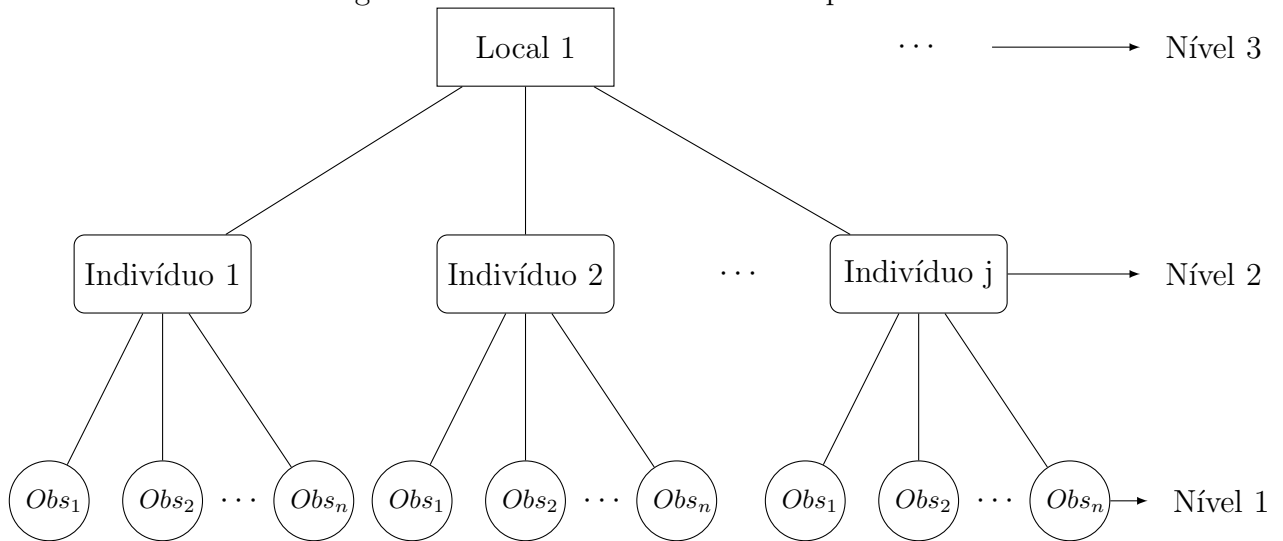 Local 1 ··· Nível 3
Indivíduo 1 Indivíduo 2 ··· Indivíduo j Nível 2
Obs₁ Obs₂ ··· Obsₙ Obs₁ Obs₂ ··· Obsₙ Obs₁ Obs₂ ··· Obsₙ Nível 1